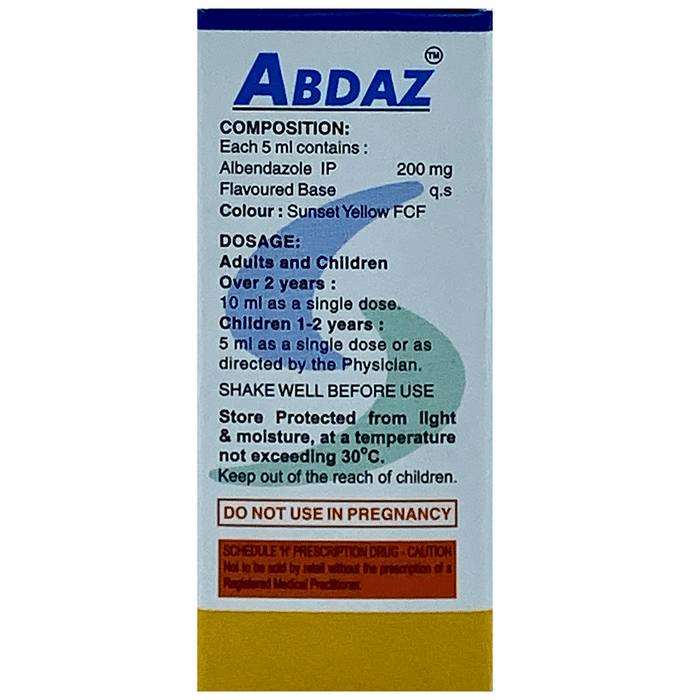 ABDAZ™
COMPOSITION:
Each 5 ml contains :
Albendazole IP 200 mg
Flavoured Base q.s
Colour : Sunset Yellow FCF
DOSAGE:
Adults and Children
Over 2 years :
10 ml as a single dose.
Children 1-2 years :
5 ml as a single dose or as
directed by the Physician.
SHAKE WELL BEFORE USE
Store Protected from light
& moisture, at a temperature
not exceeding 30°C.
Keep out of the reach of children.
DO NOT USE IN PREGNANCY
SCHEDULE 'H' PRESCRIPTION DRUG - CAUTION
Not to be sold by retail without the prescription of a
Registered Medical Practitioner.